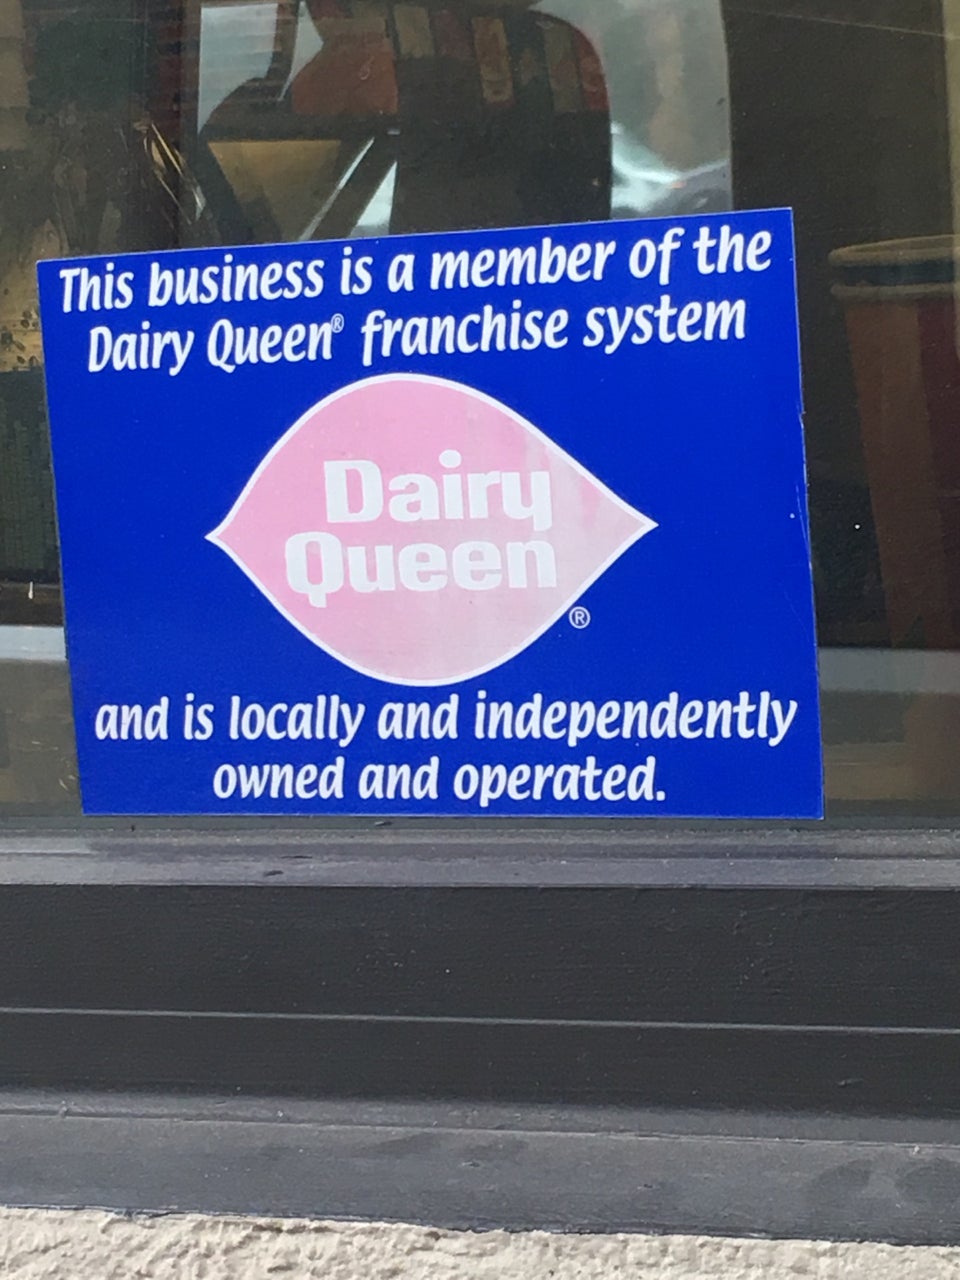 This business is a member of the
Dairy Queen® franchise system
Dairy
Queen
®
and is locally and independently
owned and operated.